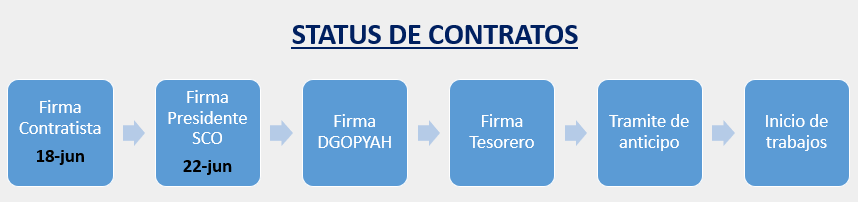 STATUS DE CONTRATOS
Firma
Contratista
18-jun
Firma
Presidente
SCO
22-jun
Firma
DGOPYAH
Firma
Tesorero
Tramite de
anticipo
Inicio de
trabajos